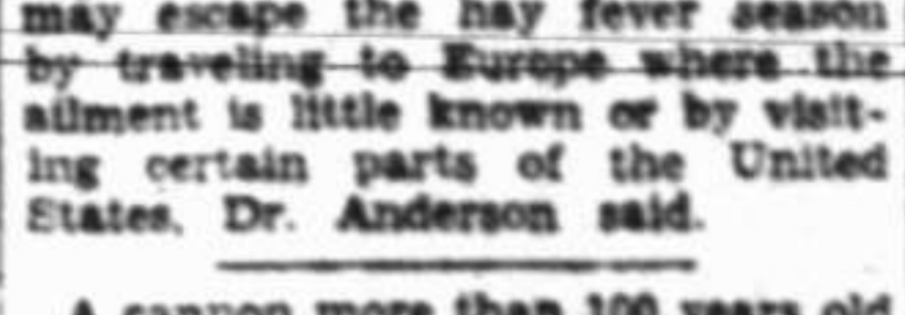 may escape the hay fever season
by traveling to Europe where the
ailment is little known or by visit-
ing certain parts of the United
States, Dr. Anderson said.
A cannon more than 100 years old